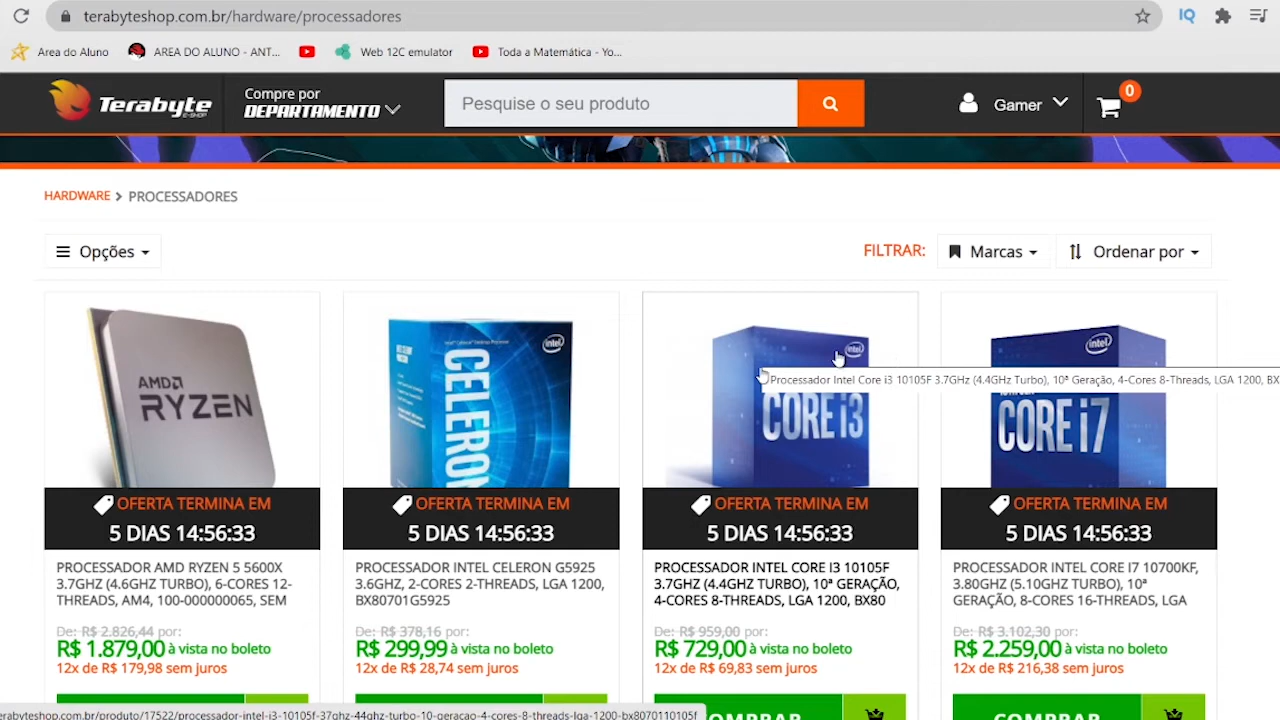 terabyteshop.com.br/hardware/processadores
Area do Aluno
AREA DO ALUNO - ANT...
Web 12C emulator
Toda a Matemática - Yo...
Terabyte
E-SHOP
Compre por
DEPARTAMENTO
Pesquise o seu produto
Gamer
0
HARDWARE > PROCESSADORES
Opções
FILTRAR:
Marcas
Ordenar por
AMD
RYZEN
intel
CELERON
intel
CORE i3
intel
CORE i7
Processador Intel Core i3 10105F 3.7GHz (4.4GHz Turbo), 10ª Geração, 4-Cores 8-Threads, LGA 1200, BX
OFERTA TERMINA EM
5 DIAS 14:56:33
OFERTA TERMINA EM
5 DIAS 14:56:33
OFERTA TERMINA EM
5 DIAS 14:56:33
OFERTA TERMINA EM
5 DIAS 14:56:33
PROCESSADOR AMD RYZEN 5 5600X
3.7GHZ (4.6GHZ TURBO), 6-CORES 12-
THREADS, AM4, 100-000000065, SEM
De: R$ 2.826,44 por:
R$ 1.879,00 à vista no boleto
12x de R$ 179,98 sem juros
PROCESSADOR INTEL CELERON G5925
3.6GHZ, 2-CORES 2-THREADS, LGA 1200,
BX80701G5925
De: R$ 378,16 por:
R$ 299,99 à vista no boleto
12x de R$ 28,74 sem juros
PROCESSADOR INTEL CORE I3 10105F
3.7GHZ (4.4GHZ TURBO), 10ª GERAÇÃO,
4-CORES 8-THREADS, LGA 1200, BX80
De: R$ 959,00 por:
R$ 729,00 à vista no boleto
12x de R$ 69,83 sem juros
COMPRAR
PROCESSADOR INTEL CORE I7 10700KF,
3.80GHZ (5.10GHZ TURBO), 10ª
GERAÇÃO, 8-CORES 16-THREADS, LGA
De: R$ 3.102,30 por:
R$ 2.259,00 à vista no boleto
12x de R$ 216,38 sem juros
COMPRAR
erabyteshop.com.br/produto/17522/processador-intel-i3-10105f-37ghz-44ghz-turbo-10-geracao-4-cores-8-threads-lga-1200-bx8070110105f